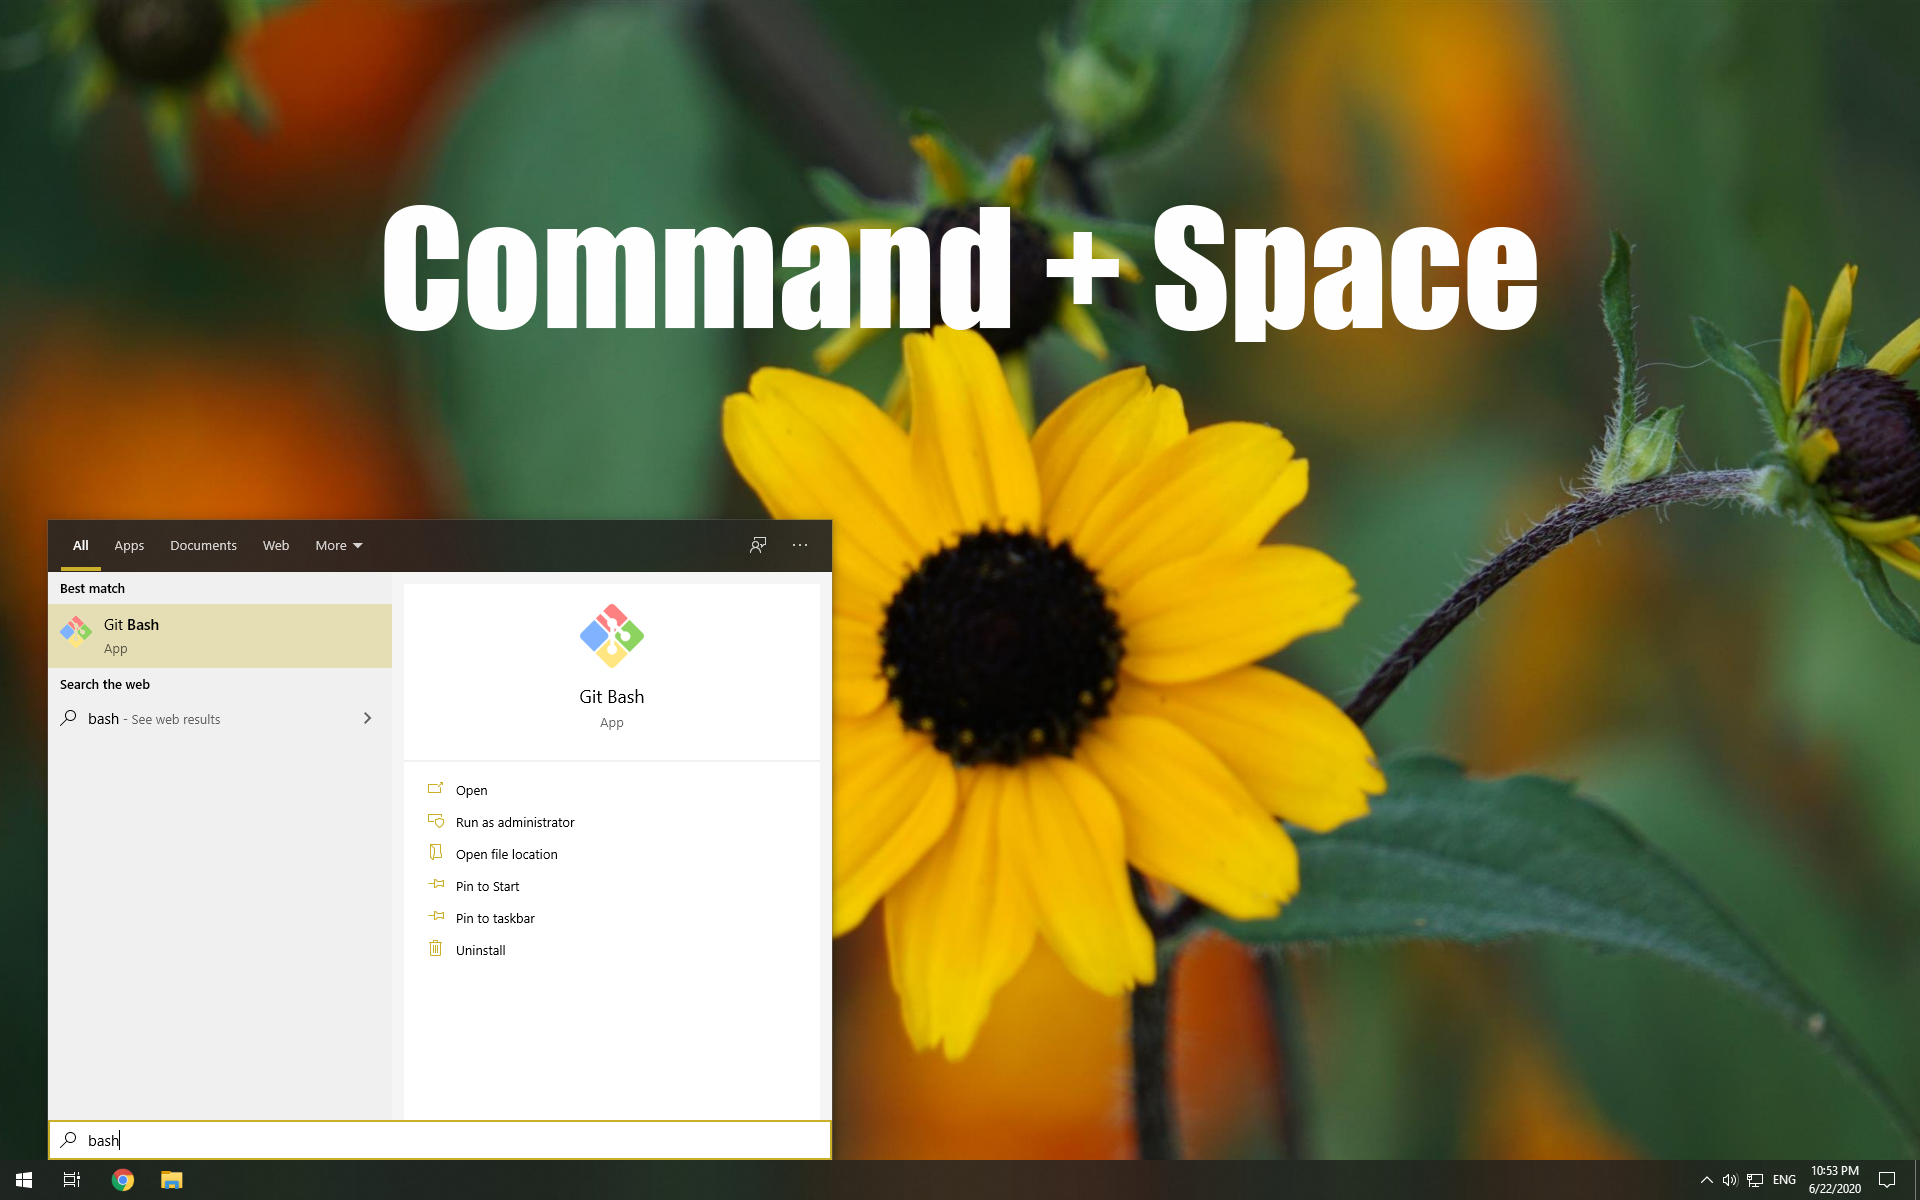 Command + Space
All Apps Documents Web More
Best match
Git Bash
App
Search the web
bash - See web results
Git Bash
App
Open
Run as administrator
Open file location
Pin to Start
Pin to taskbar
Uninstall
bash
ENG
10:53 PM
6/22/2020